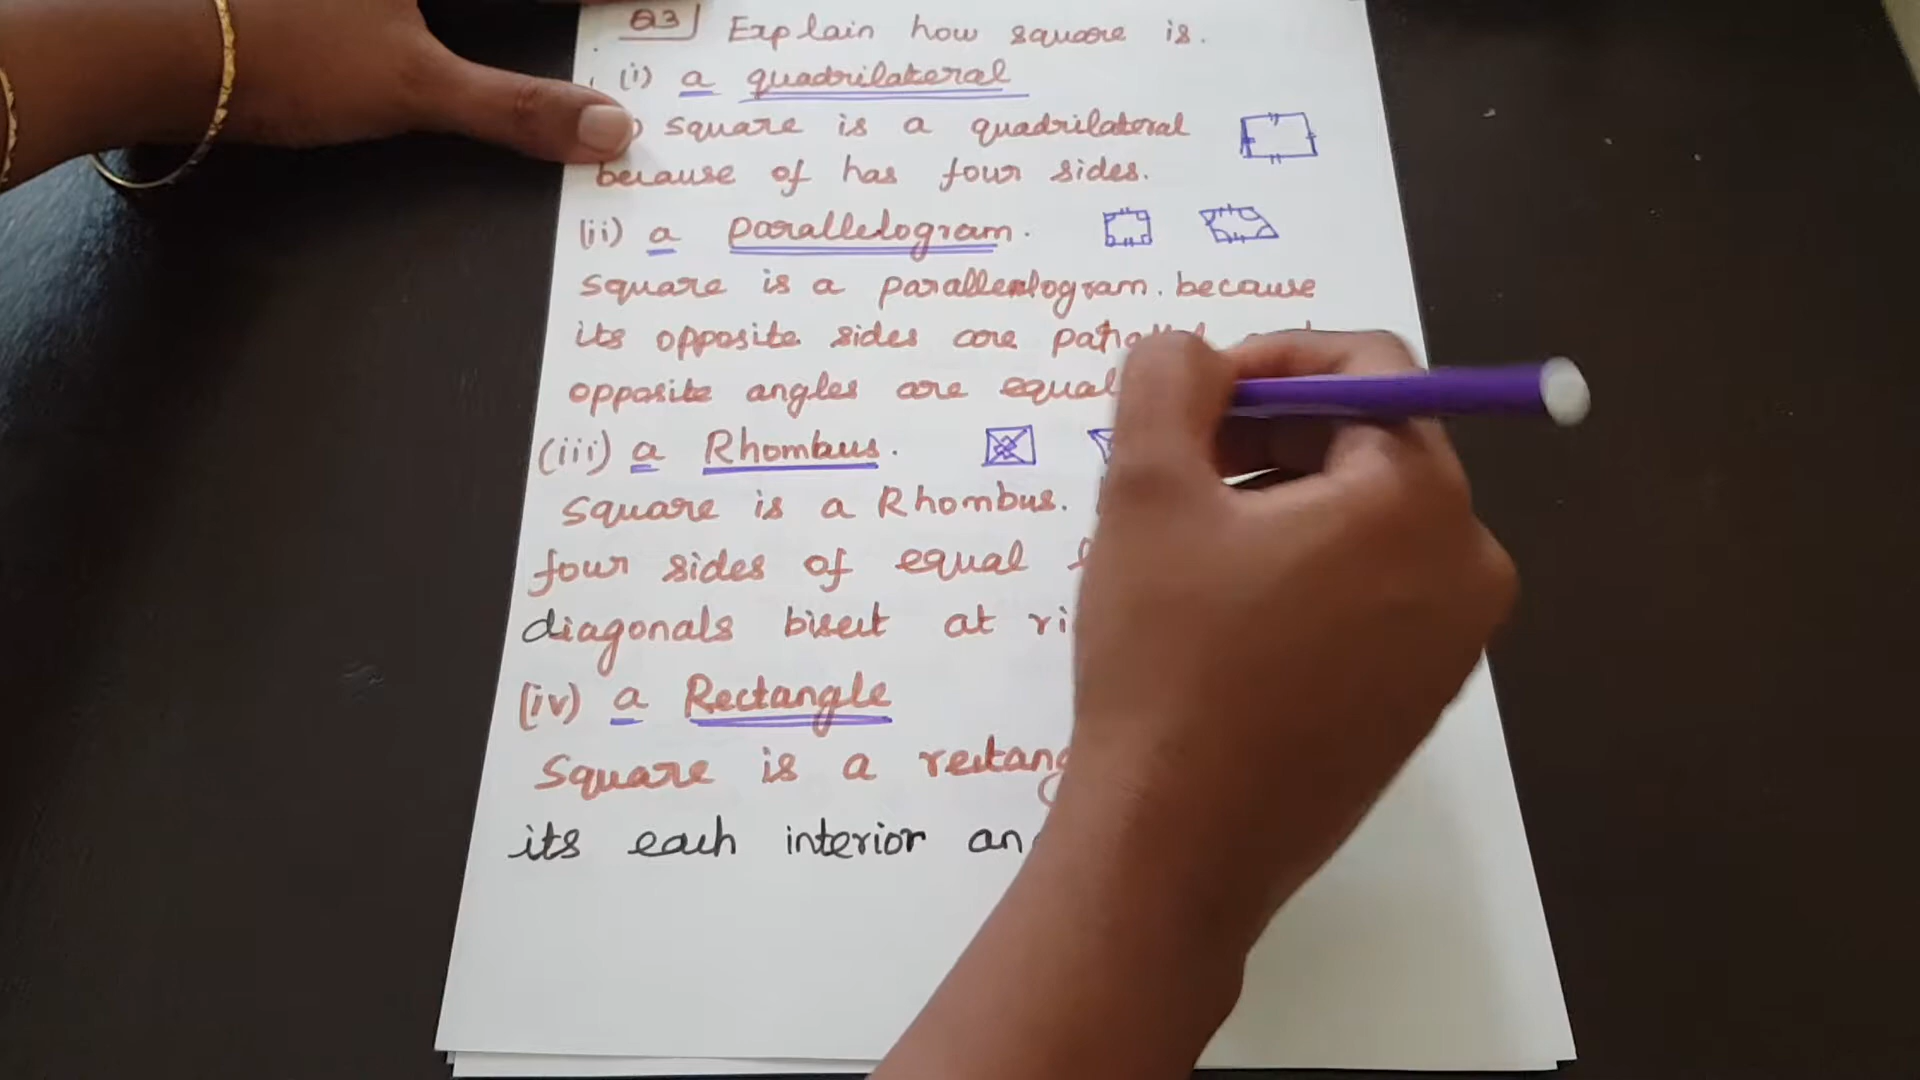 Q3 Explain how square is.
(i) a quadrilateral
square is a quadrilateral
because of has four sides.
(ii) a parallelogram.
square is a parallelogram. because
its opposite sides are
opposite angles are equal
(iii) a Rhombus.
Square is a Rhombus.
four sides of equal
diagonals bisect at
(iv) a Rectangle
Square is a
its each interior